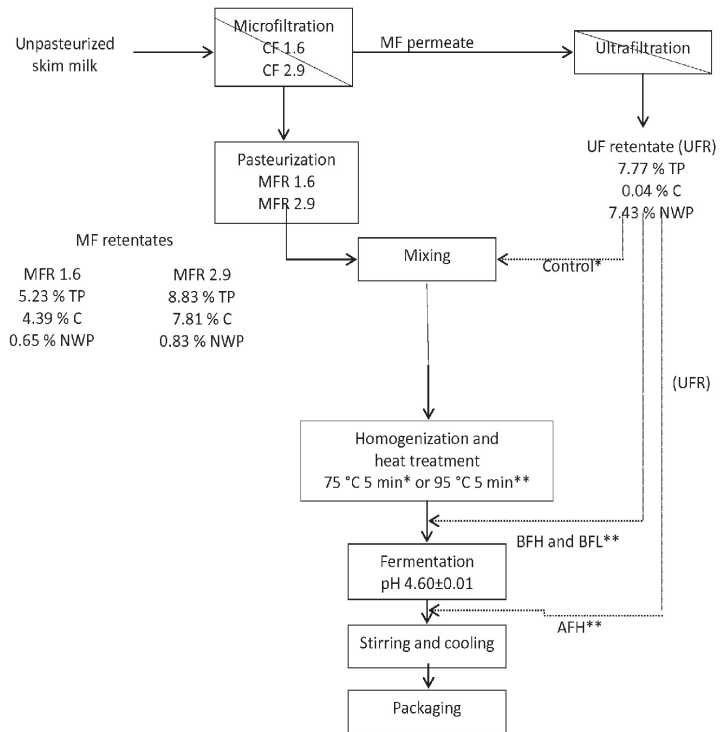 Unpasteurized
skim milk
Microfiltration
CF 1.6
CF 2.9
MF permeate
Ultrafiltration
UF retentate (UFR)
7.77 % TP
0.04 % C
7.43 % NWP
Pasteurization
MFR 1.6
MFR 2.9
MF retentates
MFR 1.6
5.23 % TP
4.39 % C
0.65 % NWP
MFR 2.9
8.83 % TP
7.81 % C
0.83 % NWP
Mixing
Control*
(UFR)
Homogenization and
heat treatment
75 °C 5 min* or 95 °C 5 min**
BFH and BFL**
Fermentation
pH 4.60±0.01
AFH**
Stirring and cooling
Packaging